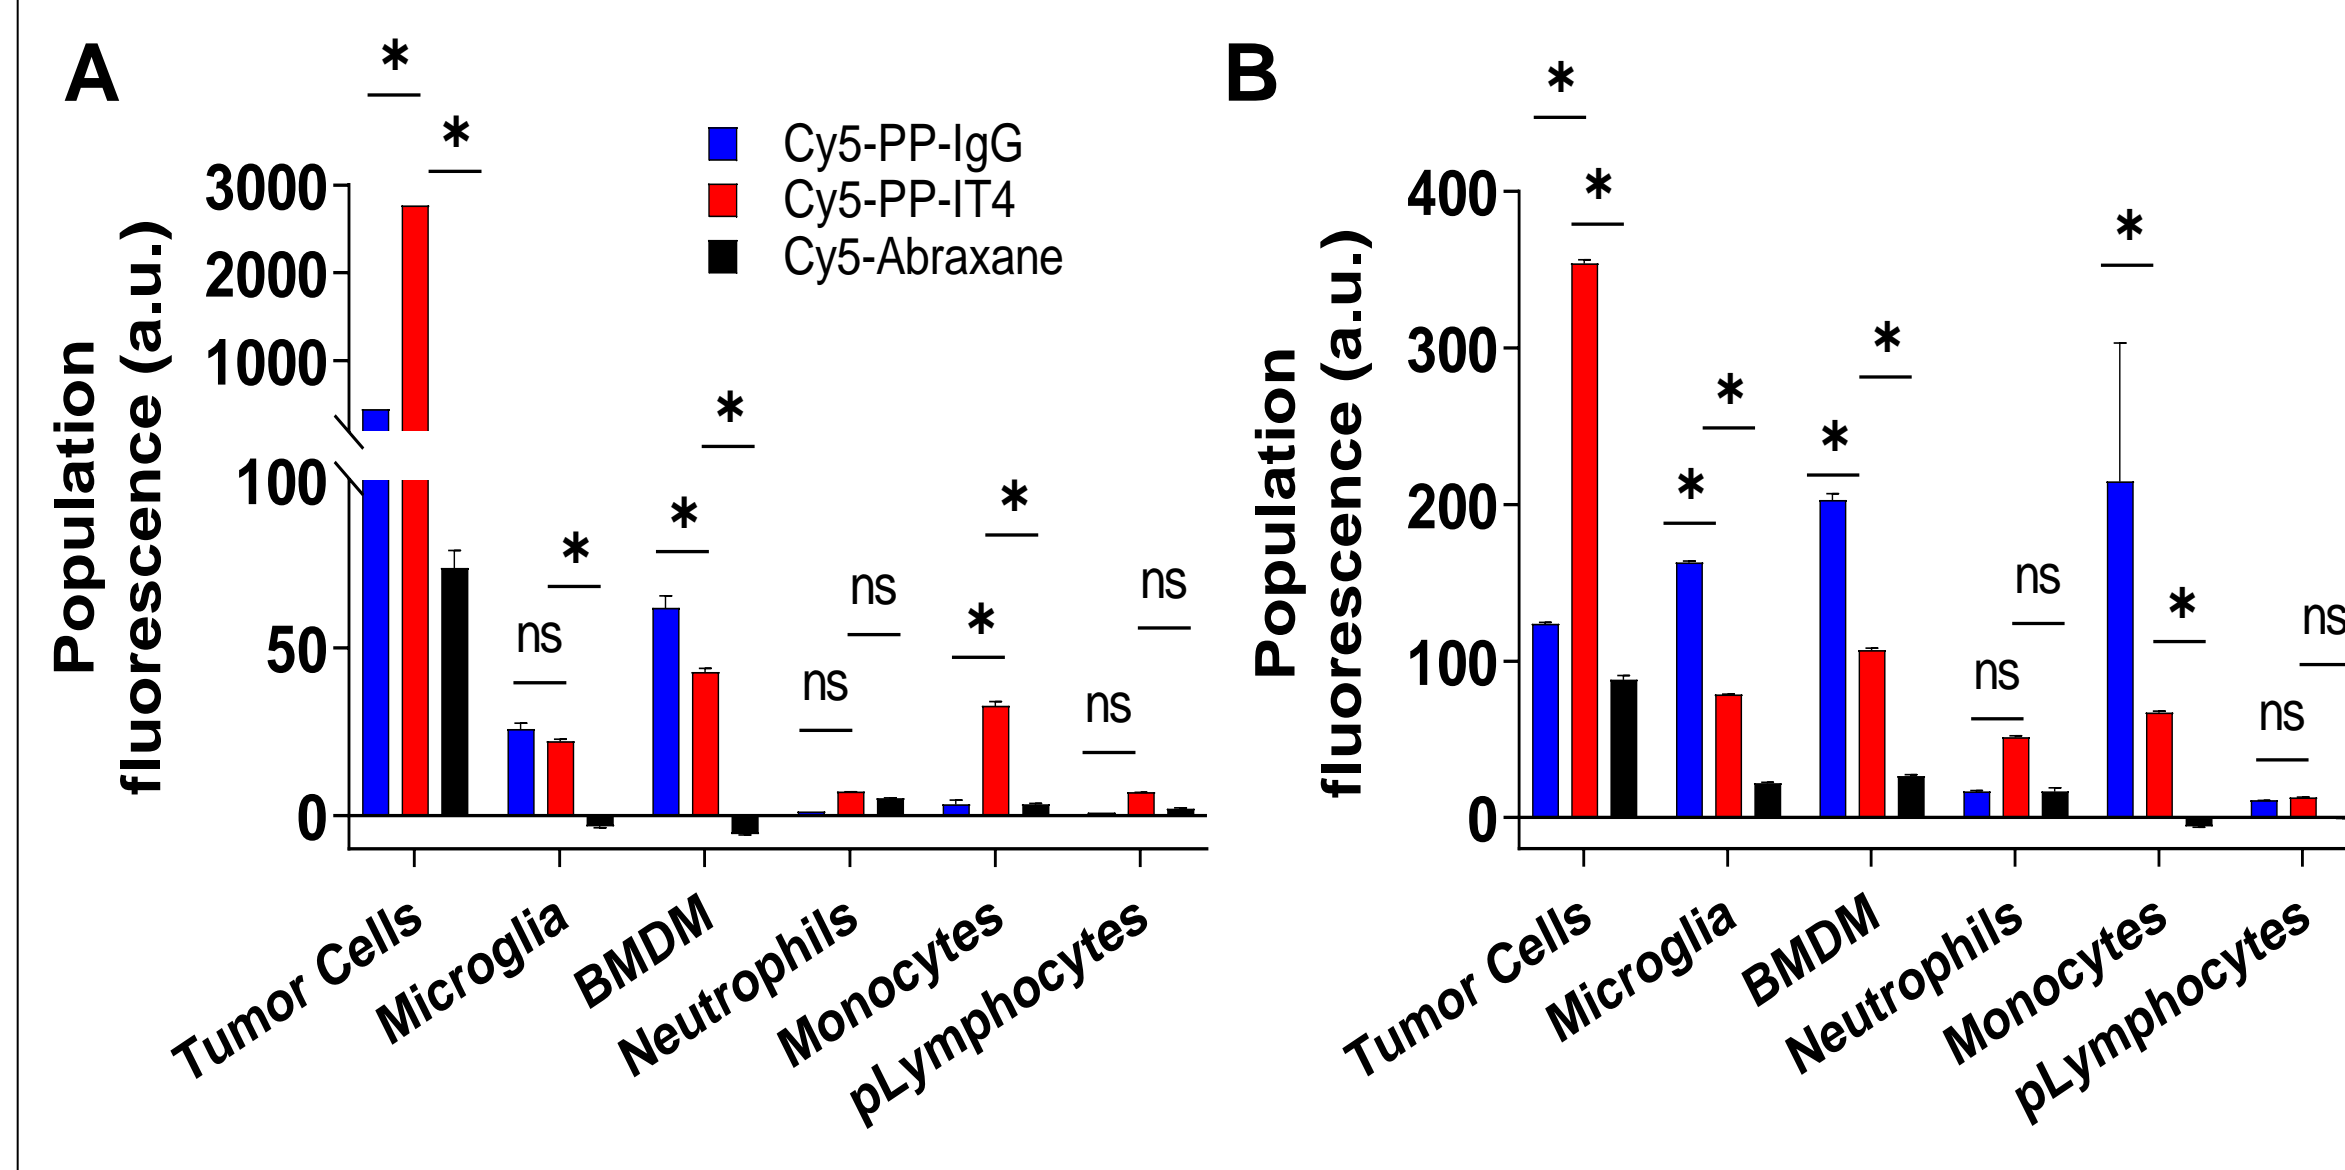 A
*
*
Cy5-PP-IgG
Cy5-PP-IT4
Cy5-Abraxane
Population
fluorescence (a.u.)
3000
2000
1000
100
50
0
ns
*
*
*
ns
ns
*
*
ns
ns
Tumor Cells
Microglia
BMDM
Neutrophils
Monocytes
pLymphocytes
B
Population
fluorescence (a.u.)
400
300
200
100
0
*
*
*
*
*
*
ns
ns
*
*
ns
ns
Tumor Cells
Microglia
BMDM
Neutrophils
Monocytes
pLymphocytes